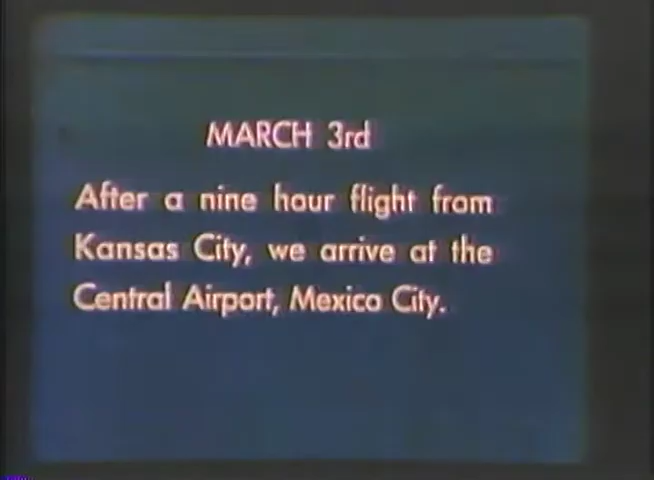 MARCH 3rd
After a nine hour flight from
Kansas City, we arrive at the
Central Airport, Mexico City.